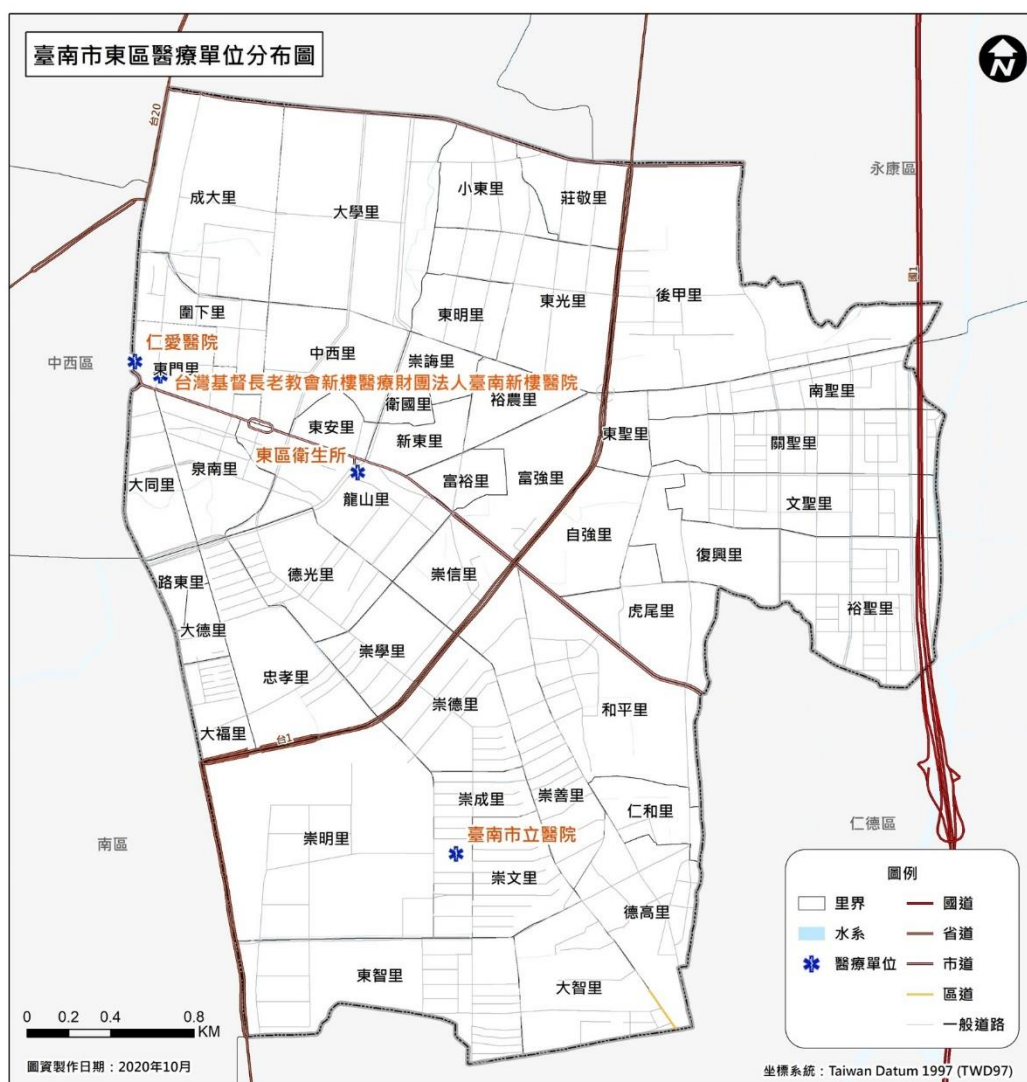 臺南市東區醫療單位分布圖
N
台20
永康區
成大里
大學里
小東里
莊敬里
國1
後甲里
圍下里
東明里
東光里
仁愛醫院
中西區
東門里
中西里
崇誨里
台灣基督長老教會新樓醫療財團法人臺南新樓醫院
南聖里
衛國里
裕農里
東安里
新東里
東聖里
關聖里
東區衛生所
泉南里
大同里
龍山里
富裕里
富強里
文聖里
自強里
復興里
路東里
德光里
崇信里
虎尾里
裕聖里
大德里
崇學里
忠孝里
崇德里
和平里
大福里
台1
崇成里
崇善里
仁和里
南區
崇明里
臺南市立醫院
仁德區
崇文里
德高里
東智里
大智里
圖例
里界
國道
水系
省道
醫療單位
市道
區道
一般道路
0 0.2 0.4 0.8
KM
圖資製作日期：2020年10月
坐標系統：Taiwan Datum 1997 (TWD97)